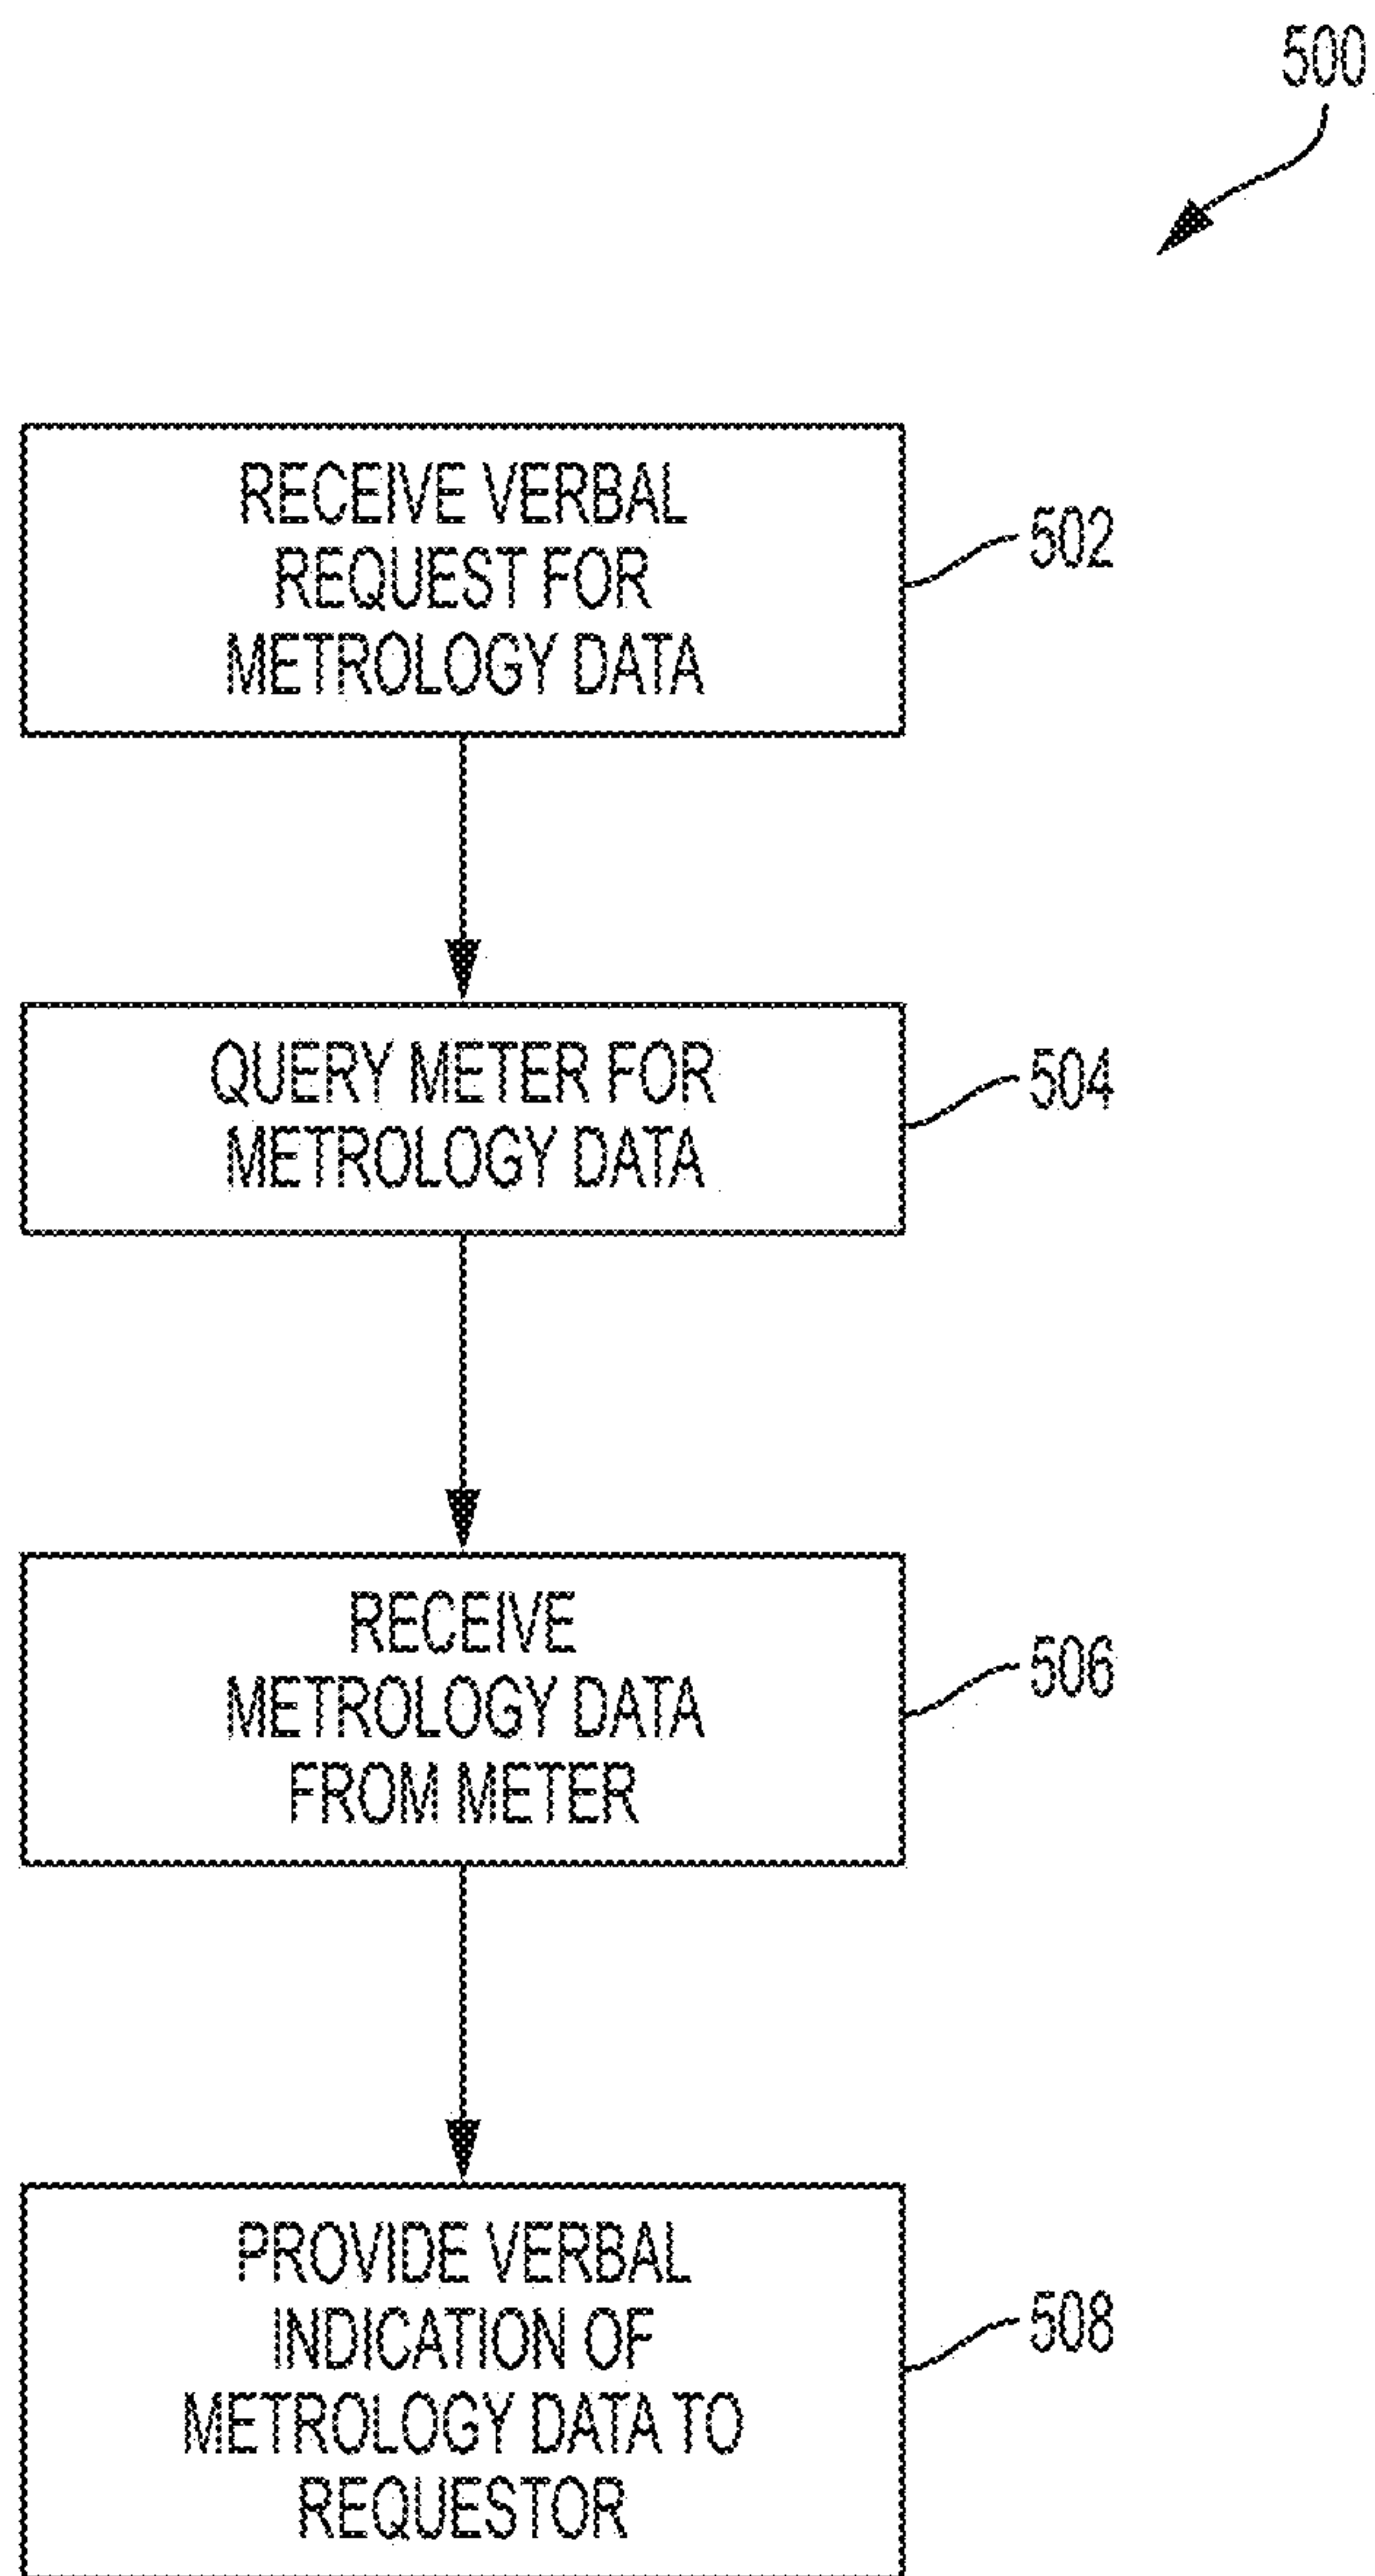 500
RECEIVE VERBAL
REQUEST FOR
METROLOGY DATA
502
QUERY METER FOR
METROLOGY DATA
504
RECEIVE
METROLOGY DATA
FROM METER
506
PROVIDE VERBAL
INDICATION OF
METROLOGY DATA TO
REQUESTOR
508